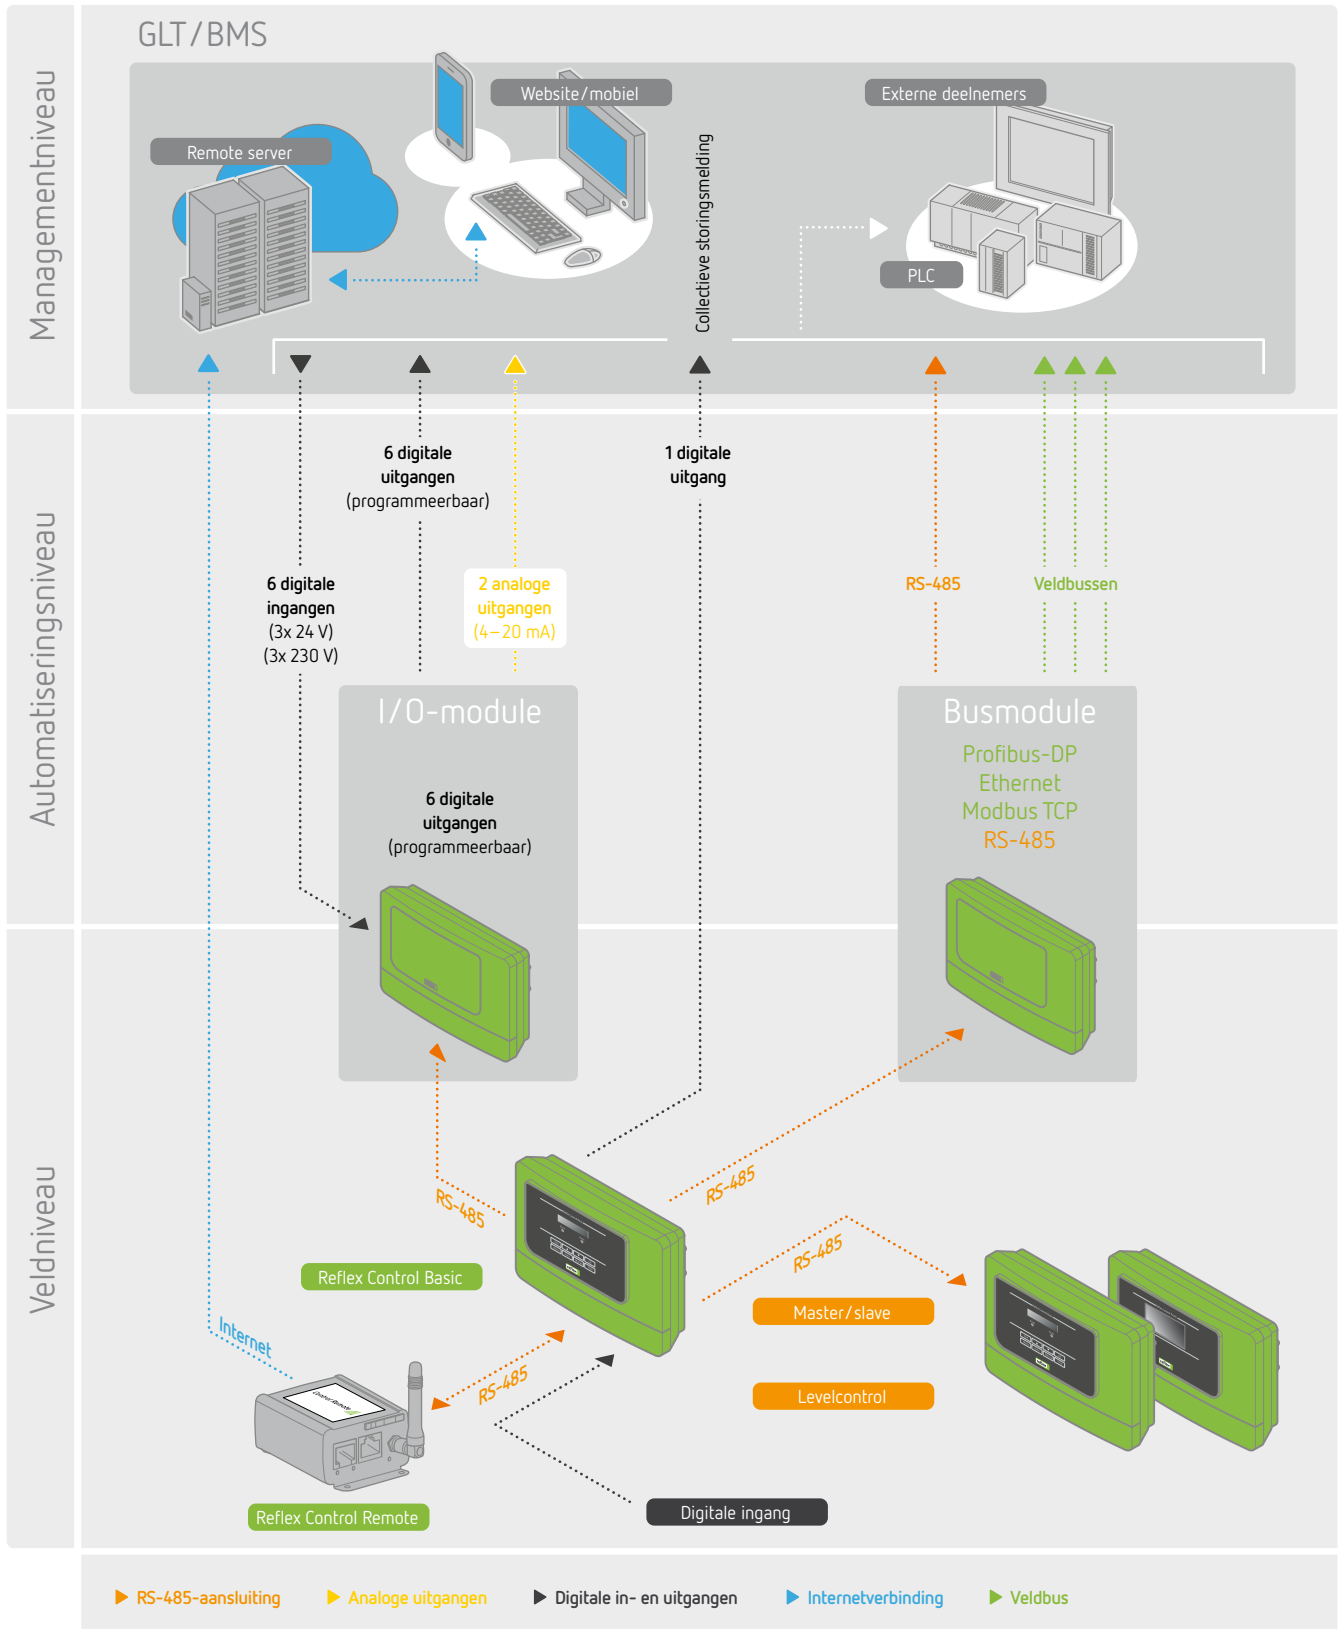 GLT/BMS
Managementniveau
Website/mobiel
Externe deelnemers
Remote server
Collectieve storingsmelding
PLC
Automatiseringsniveau
6 digitale
uitgangen
(programmeerbaar)
1 digitale
uitgang
6 digitale
ingangen
(3x 24 V)
(3x 230 V)
2 analoge
uitgangen
(4–20 mA)
RS-485
Veldbussen
I/O-module
6 digitale
uitgangen
(programmeerbaar)
Busmodule
Profibus-DP
Ethernet
Modbus TCP
RS-485
Veldniveau
RS-485
RS-485
RS-485
Reflex Control Basic
Master/slave
Internet
RS-485
Control Remote
Levelcontrol
Reflex Control Remote
Digitale ingang
RS-485-aansluiting
Analoge uitgangen
Digitale in- en uitgangen
Internetverbinding
Veldbus